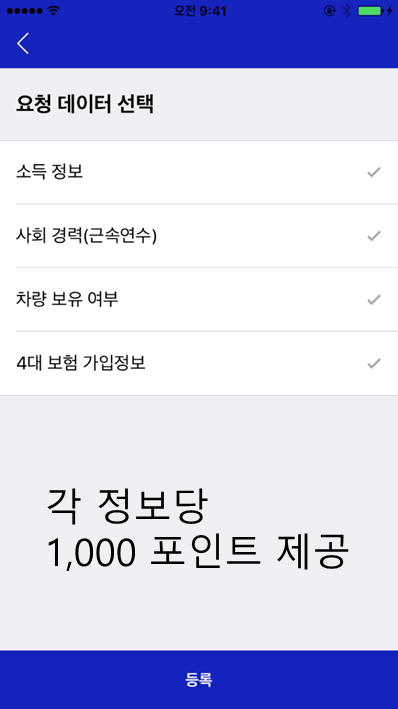 오전 9:41
요청 데이터 선택
소득 정보
사회 경력(근속연수)
차량 보유 여부
4대 보험 가입정보
각 정보당
1,000 포인트 제공
등록